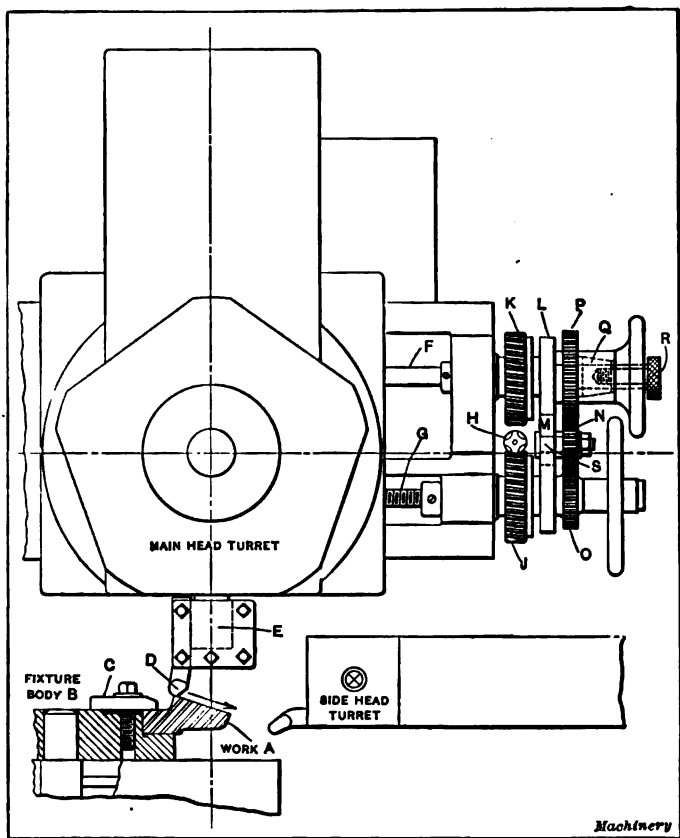 K
L
P
Q
R
F
H
M
N
G
S
MAIN HEAD TURRET
J
O
E
D
C
FIXTURE
BODY B
SIDE HEAD
TURRET
WORK A
Machinery